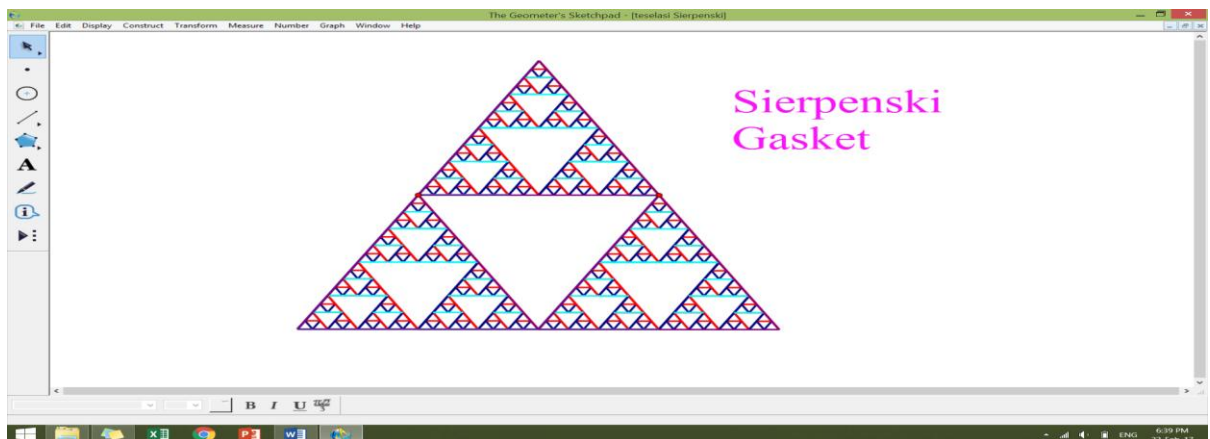 The Geometer's Sketchpad - [teselasi Sierpenski]
File Edit Display Construct Transform Measure Number Graph Window Help
Sierpenski
Gasket
A
B I U
ENG 6:39 PM